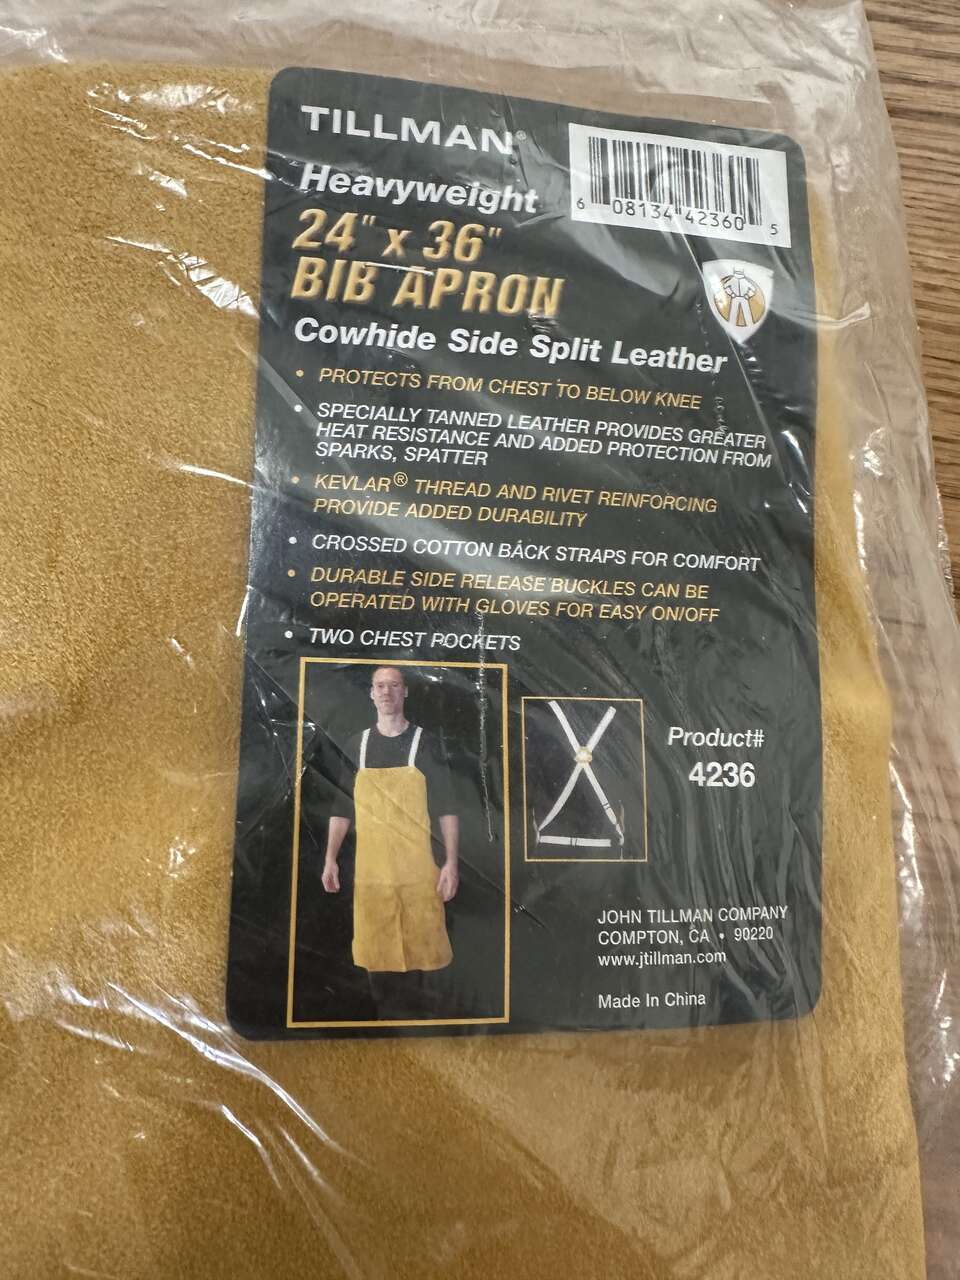 TILLMAN®
Heavyweight
24" x 36"
BIB APRON
Cowhide Side Split Leather
6 08134 42360 5
• PROTECTS FROM CHEST TO BELOW KNEE
• SPECIALLY TANNED LEATHER PROVIDES GREATER
HEAT RESISTANCE AND ADDED PROTECTION FROM
SPARKS, SPATTER
• KEVLAR® THREAD AND RIVET REINFORCING
PROVIDE ADDED DURABILITY
• CROSSED COTTON BACK STRAPS FOR COMFORT
• DURABLE SIDE RELEASE BUCKLES CAN BE
OPERATED WITH GLOVES FOR EASY ON/OFF
• TWO CHEST POCKETS
Product#
4236
JOHN TILLMAN COMPANY
COMPTON, CA • 90220
www.jtillman.com
Made In China